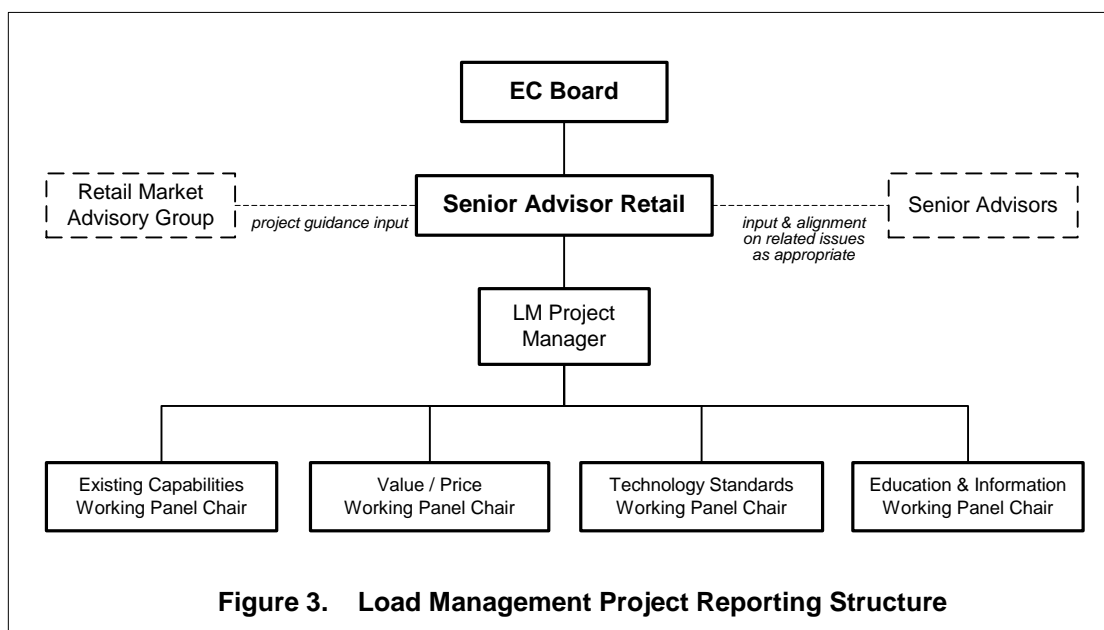 EC Board
Retail Market
Advisory Group
project guidance input
Senior Advisor Retail
input & alignment
on related issues
as appropriate
Senior Advisors
LM Project
Manager
Existing Capabilities
Working Panel Chair
Value / Price
Working Panel Chair
Technology Standards
Working Panel Chair
Education & Information
Working Panel Chair
Figure 3. Load Management Project Reporting Structure